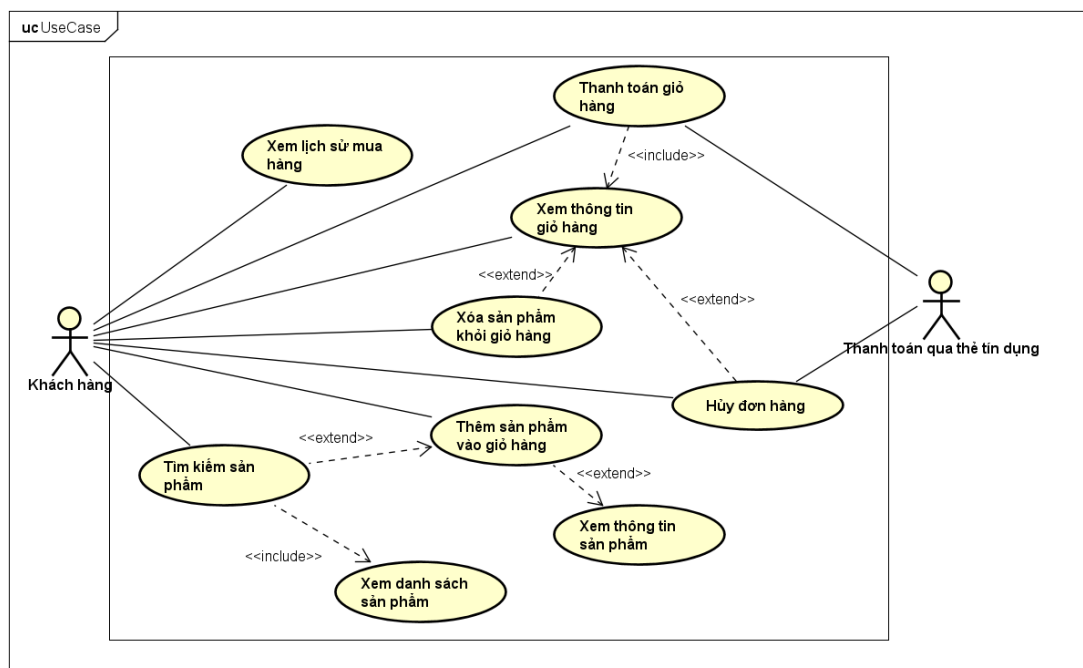 uc UseCase
Thanh toán giỏ
hàng
Xem lịch sử mua
hàng
<<include>>
Xem thông tin
giỏ hàng
<<extend>>
<<extend>>
Xóa sản phẩm
khỏi giỏ hàng
Khách hàng
Thanh toán qua thẻ tín dụng
Hủy đơn hàng
<<extend>>
Thêm sản phẩm
vào giỏ hàng
Tìm kiếm sản
phẩm
<<extend>>
Xem thông tin
sản phẩm
<<include>>
Xem danh sách
sản phẩm